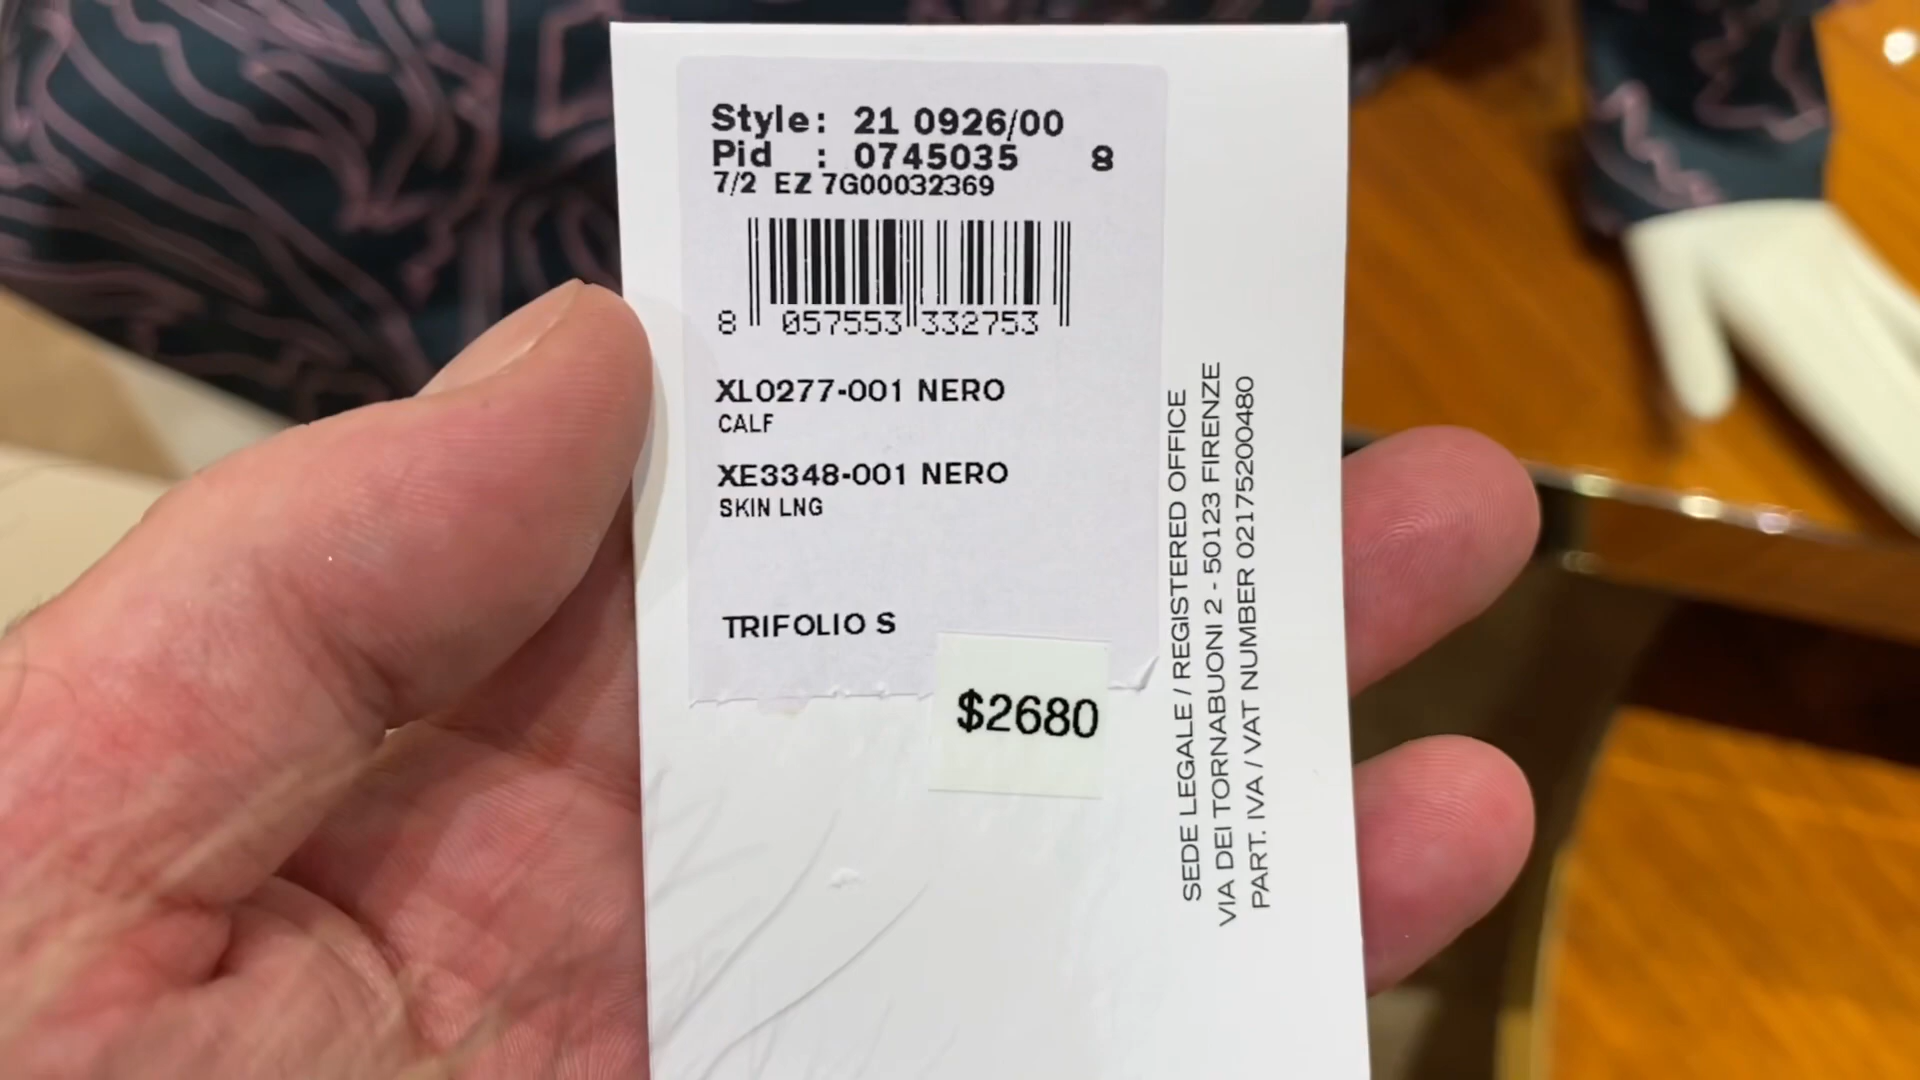 Style: 21 0926/00
Pid : 0745035 8
7/2 EZ 7G00032369
8 057553 332753
XL0277-001 NERO
CALF
XE3348-001 NERO
SKIN LNG
TRIFOLIO S
$2680
SEDE LEGALE / REGISTERED OFFICE
VIA DEI TORNABUONI 2 - 50123 FIRENZE
PART. IVA / VAT NUMBER 02175200480